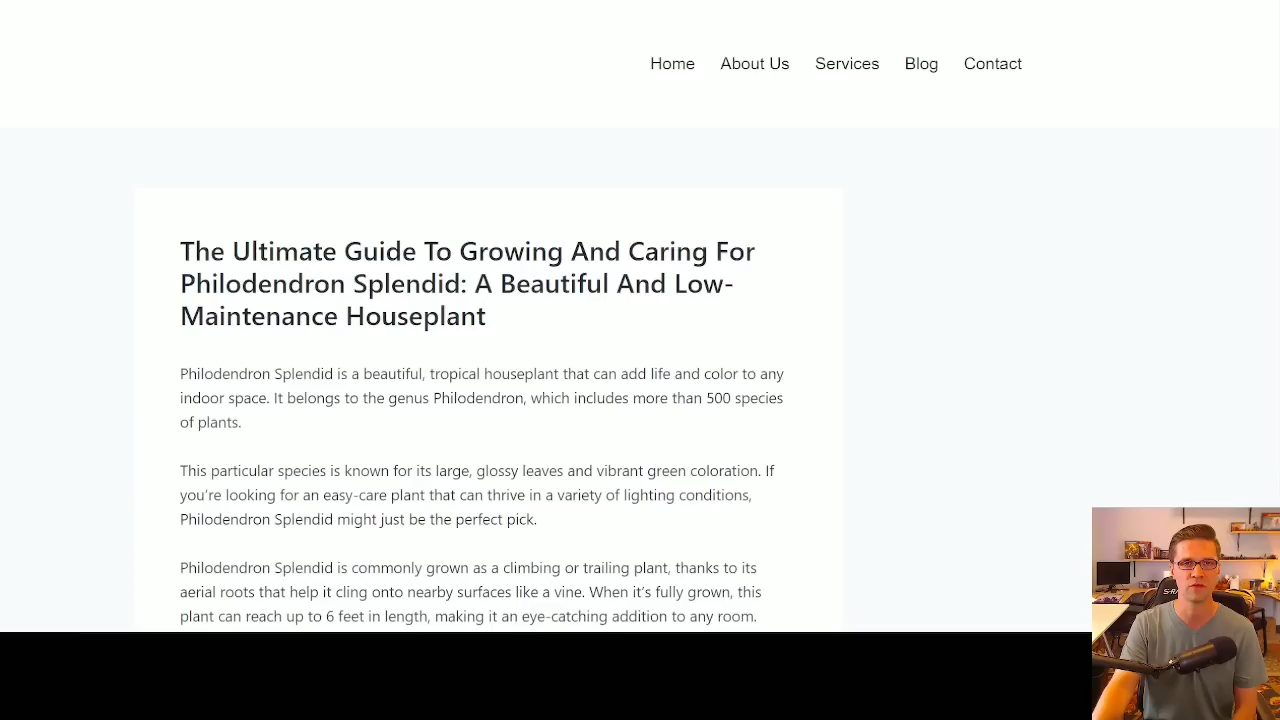 Home About Us Services Blog Contact
The Ultimate Guide To Growing And Caring For
Philodendron Splendid: A Beautiful And Low-
Maintenance Houseplant
Philodendron Splendid is a beautiful, tropical houseplant that can add life and color to any
indoor space. It belongs to the genus Philodendron, which includes more than 500 species
of plants.
This particular species is known for its large, glossy leaves and vibrant green coloration. If
you’re looking for an easy-care plant that can thrive in a variety of lighting conditions,
Philodendron Splendid might just be the perfect pick.
Philodendron Splendid is commonly grown as a climbing or trailing plant, thanks to its
aerial roots that help it cling onto nearby surfaces like a vine. When it’s fully grown, this
plant can reach up to 6 feet in length, making it an eye-catching addition to any room.